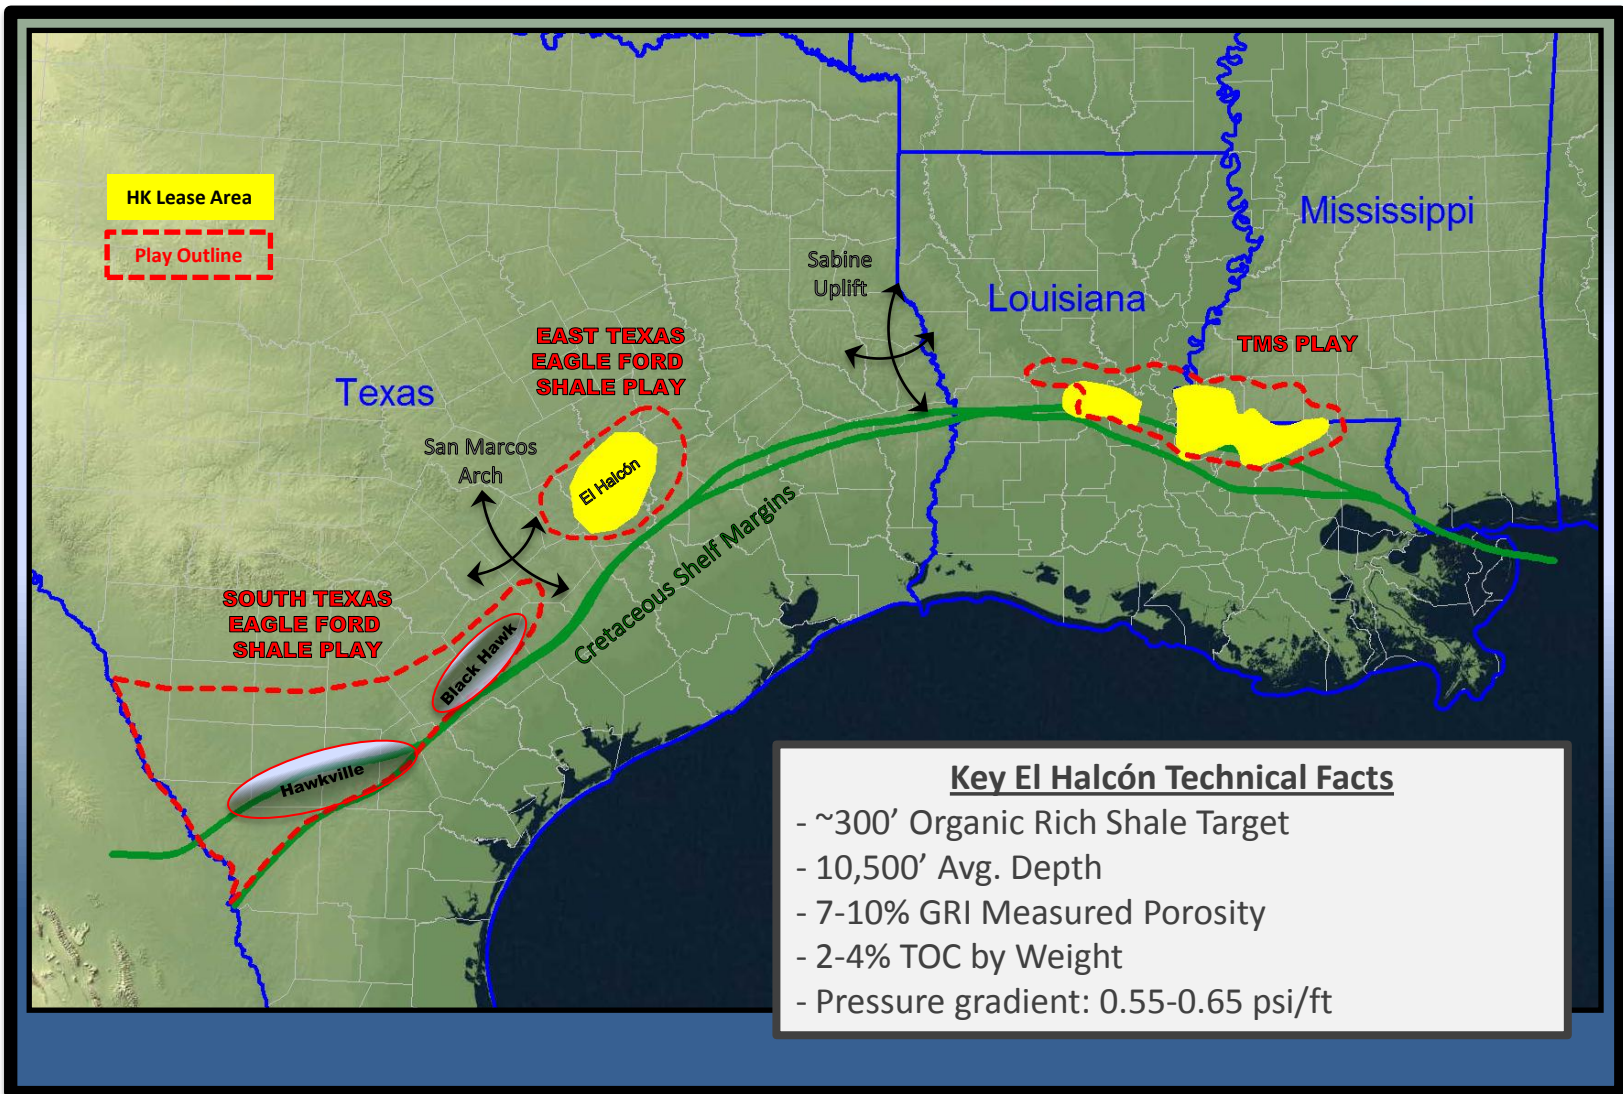 HK Lease Area
Play Outline
Sabine
Uplift
Mississippi
Louisiana
TMS PLAY
EAST TEXAS
EAGLE FORD
SHALE PLAY
Texas
San Marcos
Arch
El Halcón
Cretaceous Shelf Margins
SOUTH TEXAS
EAGLE FORD
SHALE PLAY
Black Hawk
Hawkville
Key El Halcón Technical Facts
- ~300’ Organic Rich Shale Target
- 10,500’ Avg. Depth
- 7-10% GRI Measured Porosity
- 2-4% TOC by Weight
- Pressure gradient: 0.55-0.65 psi/ft